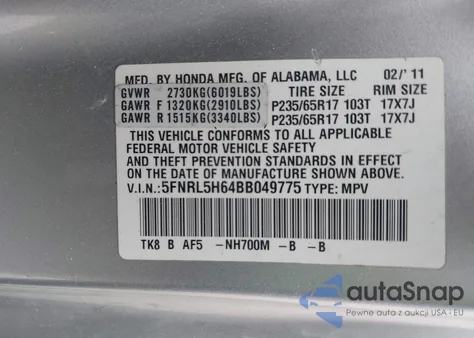 MFD. BY HONDA MFG. OF ALABAMA, LLC 02/'11
GVWR 2730KG(6019LBS) TIRE SIZE RIM SIZE
GAWR F 1320KG(2910LBS) P235/65R17 103T 17X7J
GAWR R 1515KG(3340LBS) P235/65R17 103T 17X7J
THIS VEHICLE CONFORMS TO ALL APPLICABLE
FEDERAL MOTOR VEHICLE SAFETY
AND THEFT PREVENTION STANDARDS IN EFFECT
ON THE DATE OF MANUFACTURE SHOWN ABOVE.
V.I.N: 5FNRL5H64BB049775 TYPE: MPV
TK8 B AF5 -NH700M -B -B
autoSnap
Pewne auta z aukcji USA - EU